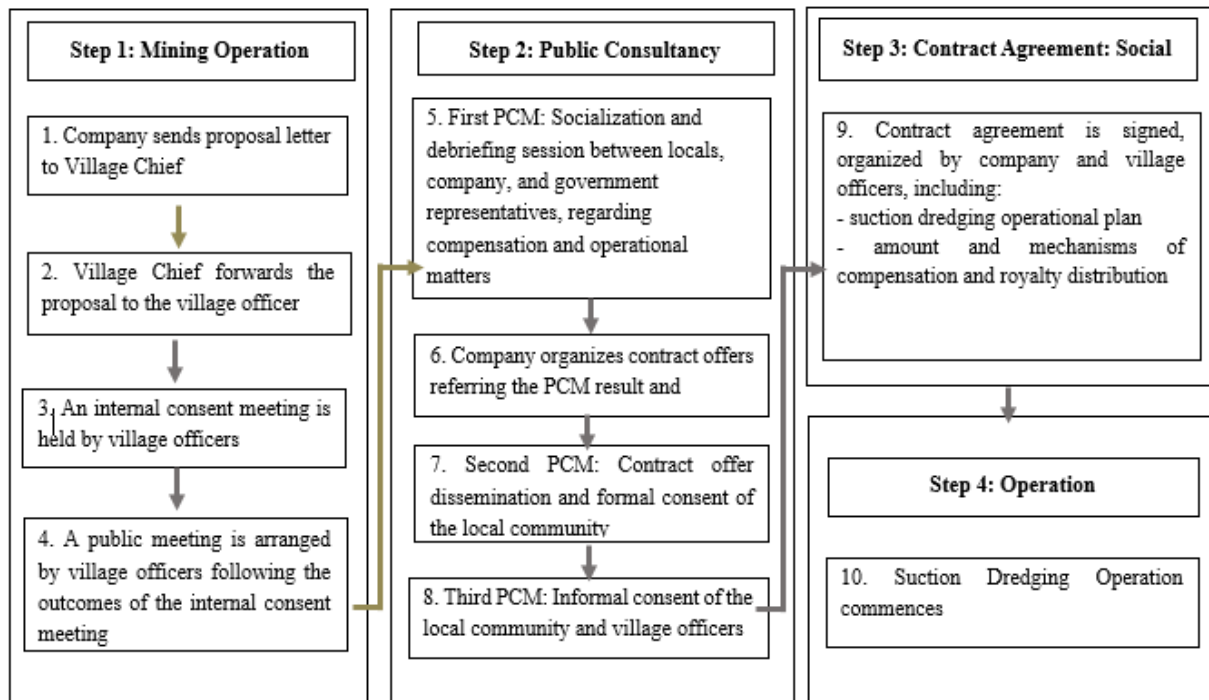 Step 1: Mining Operation
1. Company sends proposal letter
to Village Chief
2. Village Chief forwards the
proposal to the village officer
3. An internal consent meeting is
held by village officers
4. A public meeting is arranged
by village officers following the
outcomes of the internal consent
meeting
Step 2: Public Consultancy
5. First PCM: Socialization and
debriefing session between locals,
company, and government
representatives, regarding
compensation and operational
matters
6. Company organizes contract offers
referring the PCM result and
7. Second PCM: Contract offer
dissemination and formal consent of
the local community
8. Third PCM: Informal consent of the
local community and village officers
Step 3: Contract Agreement: Social
9. Contract agreement is signed,
organized by company and village
officers, including:
- suction dredging operational plan
- amount and mechanisms of
compensation and royalty distribution
Step 4: Operation
10. Suction Dredging Operation
commences